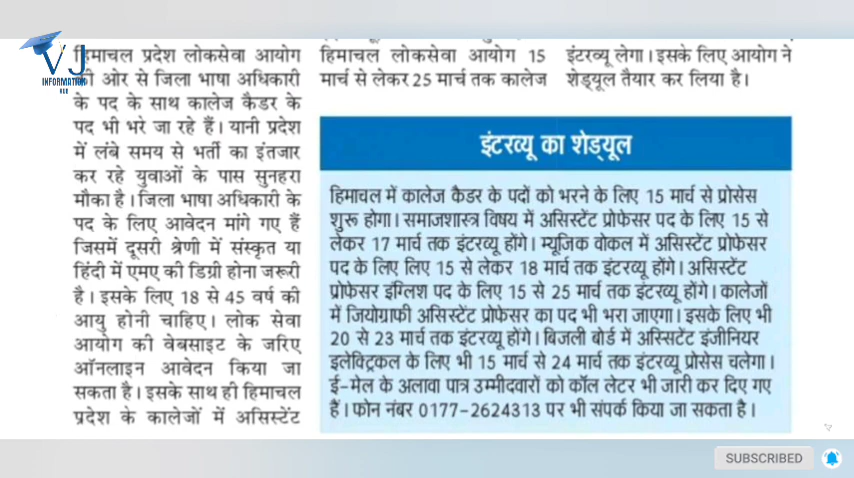 VJ
INFORMATION
HUB
हिमाचल प्रदेश लोकसेवा आयोग
की ओर से जिला भाषा अधिकारी
के पद के साथ कालेज कैडर के
पद भी भरे जा रहे हैं। यानी प्रदेश
में लंबे समय से भर्ती का इंतजार
कर रहे युवाओं के पास सुनहरा
मौका है। जिला भाषा अधिकारी के
पद के लिए आवेदन मांगे गए हैं
जिसमें दूसरी श्रेणी में संस्कृत या
हिंदी में एमए की डिग्री होना जरूरी
है। इसके लिए 18 से 45 वर्ष की
आयु होनी चाहिए। लोक सेवा
आयोग की वेबसाइट के जरिए
ऑनलाइन आवेदन किया जा
सकता है। इसके साथ ही हिमाचल
प्रदेश के कालेजों में असिस्टेंट
हिमाचल लोकसेवा आयोग 15
मार्च से लेकर 25 मार्च तक कालेज
इंटरव्यू लेगा। इसके लिए आयोग ने
शेड्यूल तैयार कर लिया है।
इंटरव्यू का शेड्यूल
हिमाचल में कालेज कैडर के पदों को भरने के लिए 15 मार्च से प्रोसेस
शुरू होगा। समाजशास्त्र विषय में असिस्टेंट प्रोफेसर पद के लिए 15 से
लेकर 17 मार्च तक इंटरव्यू होंगे। म्यूजिक वोकल में असिस्टेंट प्रोफेसर
पद के लिए लिए 15 से लेकर 18 मार्च तक इंटरव्यू होंगे। असिस्टेंट
प्रोफेसर इंग्लिश पद के लिए 15 से 25 मार्च तक इंटरव्यू होंगे। कालेजों
में जियोग्राफी असिस्टेंट प्रोफेसर का पद भी भरा जाएगा। इसके लिए भी
20 से 23 मार्च तक इंटरव्यू होंगे। बिजली बोर्ड में अस्सिटेंट इंजीनियर
इलेक्ट्रिकल के लिए भी 15 मार्च से 24 मार्च तक इंटरव्यू प्रोसेस चलेगा।
ई-मेल के अलावा पात्र उम्मीदवारों को कॉल लेटर भी जारी कर दिए गए
हैं। फोन नंबर 0177-2624313 पर भी संपर्क किया जा सकता है।
SUBSCRIBED